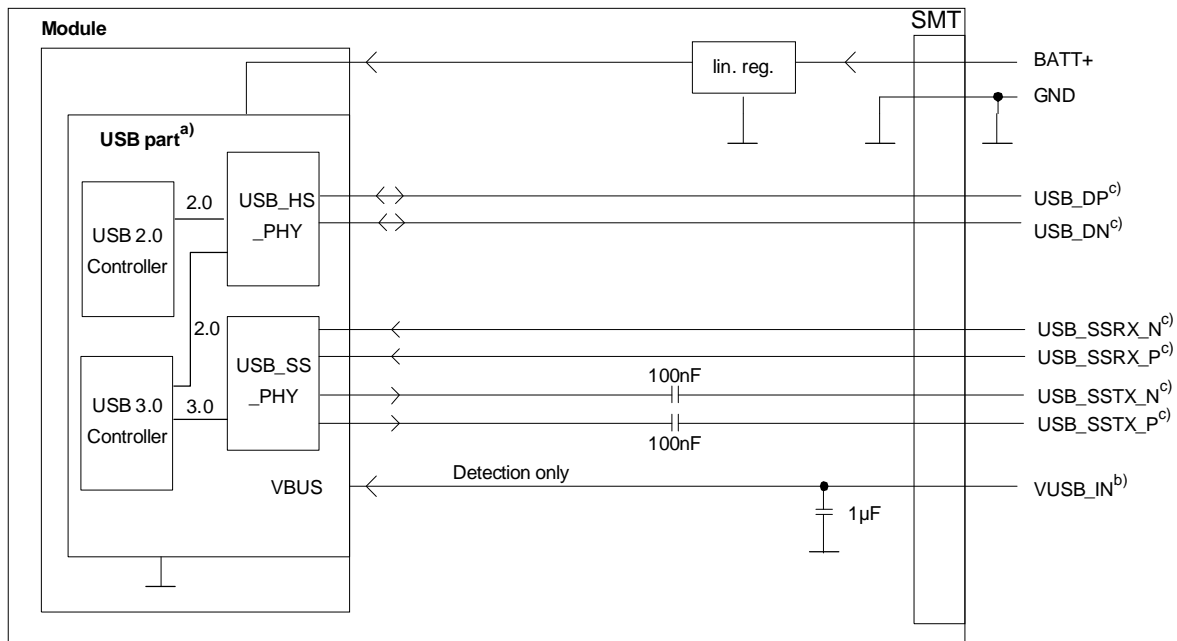 SMT
Module
BATT+
lin. reg.
GND
USB part a)
USB_HS
_PHY
2.0
USB_DP c)
USB 2.0
Controller
USB_DN c)
2.0
USB_SSRX_N c)
USB_SS
_PHY
USB_SSRX_P c)
100nF
USB_SSTX_N c)
USB 3.0
Controller
3.0
USB_SSTX_P c)
100nF
Detection only
VBUS
VUSB_IN b)
1µF